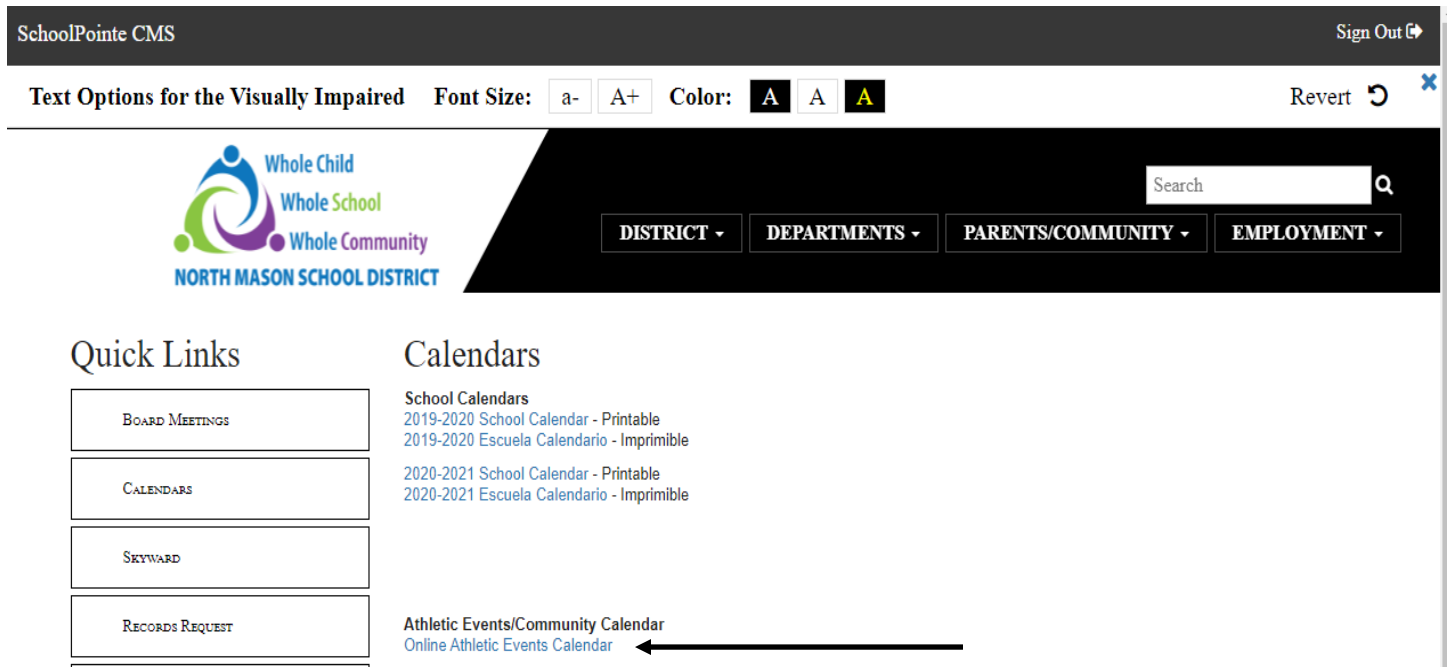 SchoolPointe CMS
Sign Out
Text Options for the Visually Impaired Font Size: a- A+ Color: A A A Revert
Whole Child
Whole School
Whole Community
NORTH MASON SCHOOL DISTRICT
Search
DISTRICT DEPARTMENTS PARENTS/COMMUNITY EMPLOYMENT
Quick Links
BOARD MEETINGS
CALENDARS
SKYWARD
RECORDS REQUEST
Calendars
School Calendars
2019-2020 School Calendar - Printable
2019-2020 Escuela Calendario - Imprimible
2020-2021 School Calendar - Printable
2020-2021 Escuela Calendario - Imprimible
Athletic Events/Community Calendar
Online Athletic Events Calendar